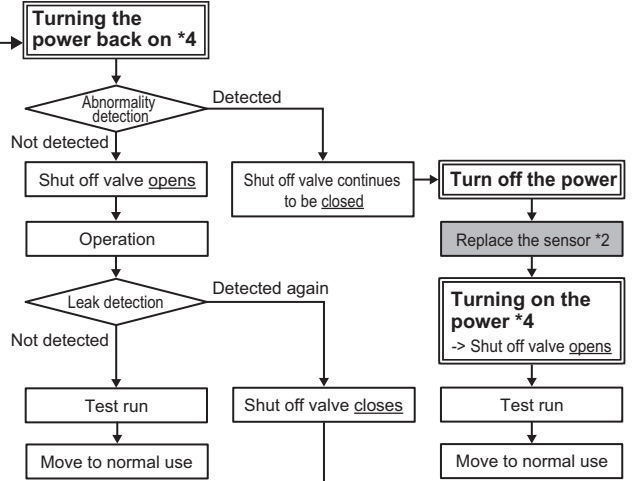 Turning the
power back on *4
Abnormality
detection
Detected
Not detected
Shut off valve opens
Shut off valve continues
to be closed
Turn off the power
Operation
Replace the sensor *2
Leak detection
Detected again
Not detected
Turning on the
power *4
-> Shut off valve opens
Test run
Shut off valve closes
Test run
Move to normal use
Move to normal use